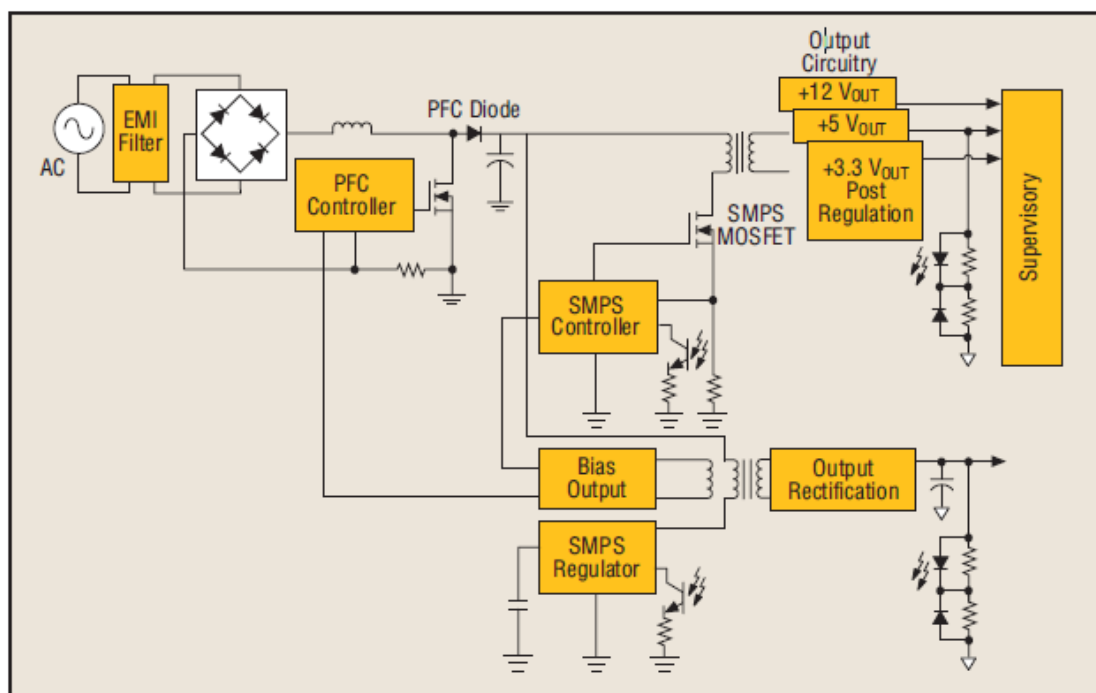 Output
Circuitry
+12 VOUT
+5 VOUT
+3.3 VOUT
Post
Regulation
PFC Diode
EMI
Filter
AC
PFC
Controller
SMPS
MOSFET
Supervisory
SMPS
Controller
Bias
Output
Output
Rectification
SMPS
Regulator